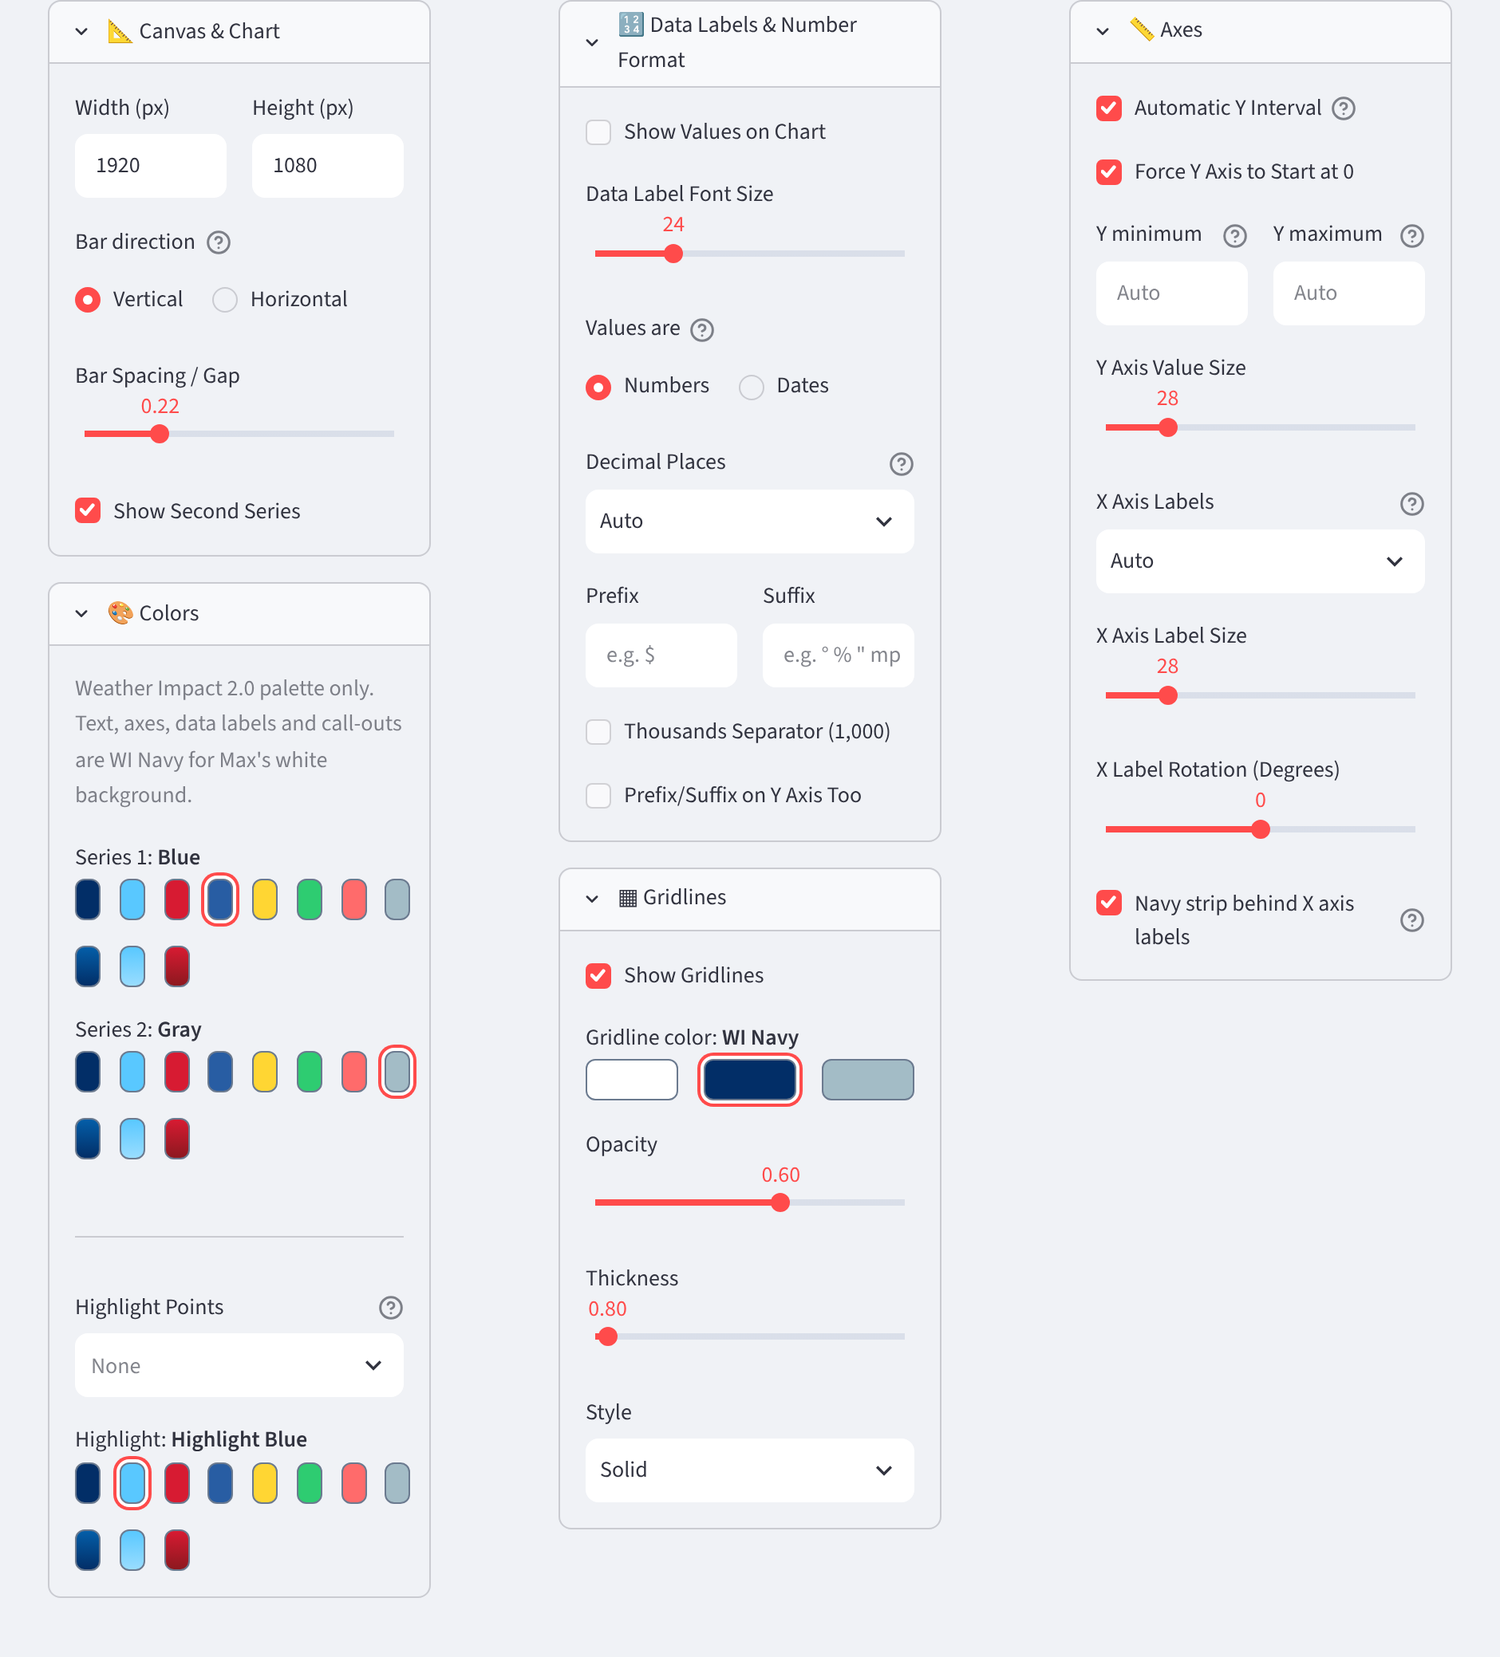 Canvas & Chart
Width (px)
Height (px)
1920
1080
Bar direction
Vertical
Horizontal
Bar Spacing / Gap
0.22
Show Second Series
Colors
Weather Impact 2.0 palette only.
Text, axes, data labels and call-outs
are WI Navy for Max's white
background.
Series 1: Blue
Series 2: Gray
Highlight Points
None
Highlight: Highlight Blue
Data Labels & Number
Format
Show Values on Chart
Data Label Font Size
24
Values are
Numbers
Dates
Decimal Places
Auto
Prefix
Suffix
e.g. $
e.g. ° % " mp
Thousands Separator (1,000)
Prefix/Suffix on Y Axis Too
Gridlines
Show Gridlines
Gridline color: WI Navy
Opacity
0.60
Thickness
0.80
Style
Solid
Axes
Automatic Y Interval
Force Y Axis to Start at 0
Y minimum
Y maximum
Auto
Auto
Y Axis Value Size
28
X Axis Labels
Auto
X Axis Label Size
28
X Label Rotation (Degrees)
0
Navy strip behind X axis
labels